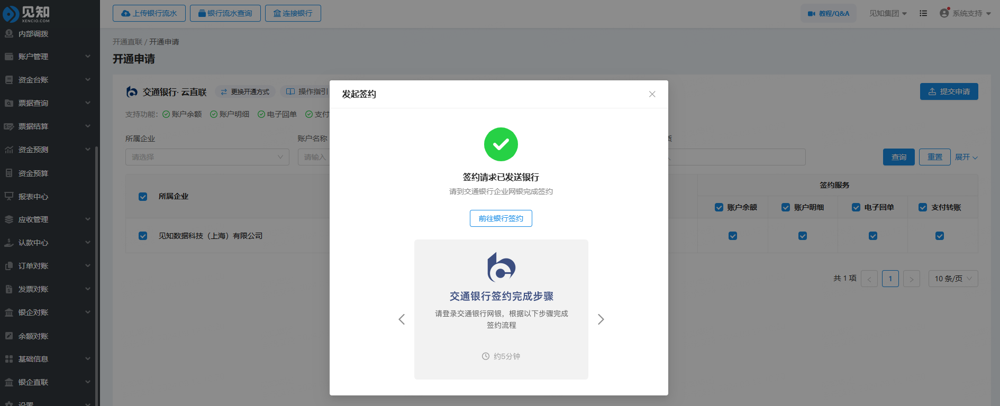 见知
XENCIO.COM
上传银行流水
银行流水查询
连接银行
教程/Q&A
见知集团
系统支持
内部调拨
账户管理
资金台账
票据查询
票据结算
资金预测
资金预算
报表中心
应收管理
认款中心
订单对账
发票对账
银企对账
余额对账
基础信息
银企直联
开通直联 / 开通申请
开通申请
交通银行· 云直联
更换开通方式
操作指引
提交申请
支持功能：
账户余额
账户明细
电子回单
支付
所属企业
账户名称
请选择
请输入
查询
重置
展开
所属企业
签约服务
账户余额
账户明细
电子回单
支付转账
见知数据科技（上海）有限公司
共 1 项
1
10 条/页
发起签约
签约请求已发送银行
请到交通银行企业网银完成签约
前往银行签约
交通银行签约完成步骤
请登录交通银行网银，根据以下步骤完成
签约流程
约5分钟